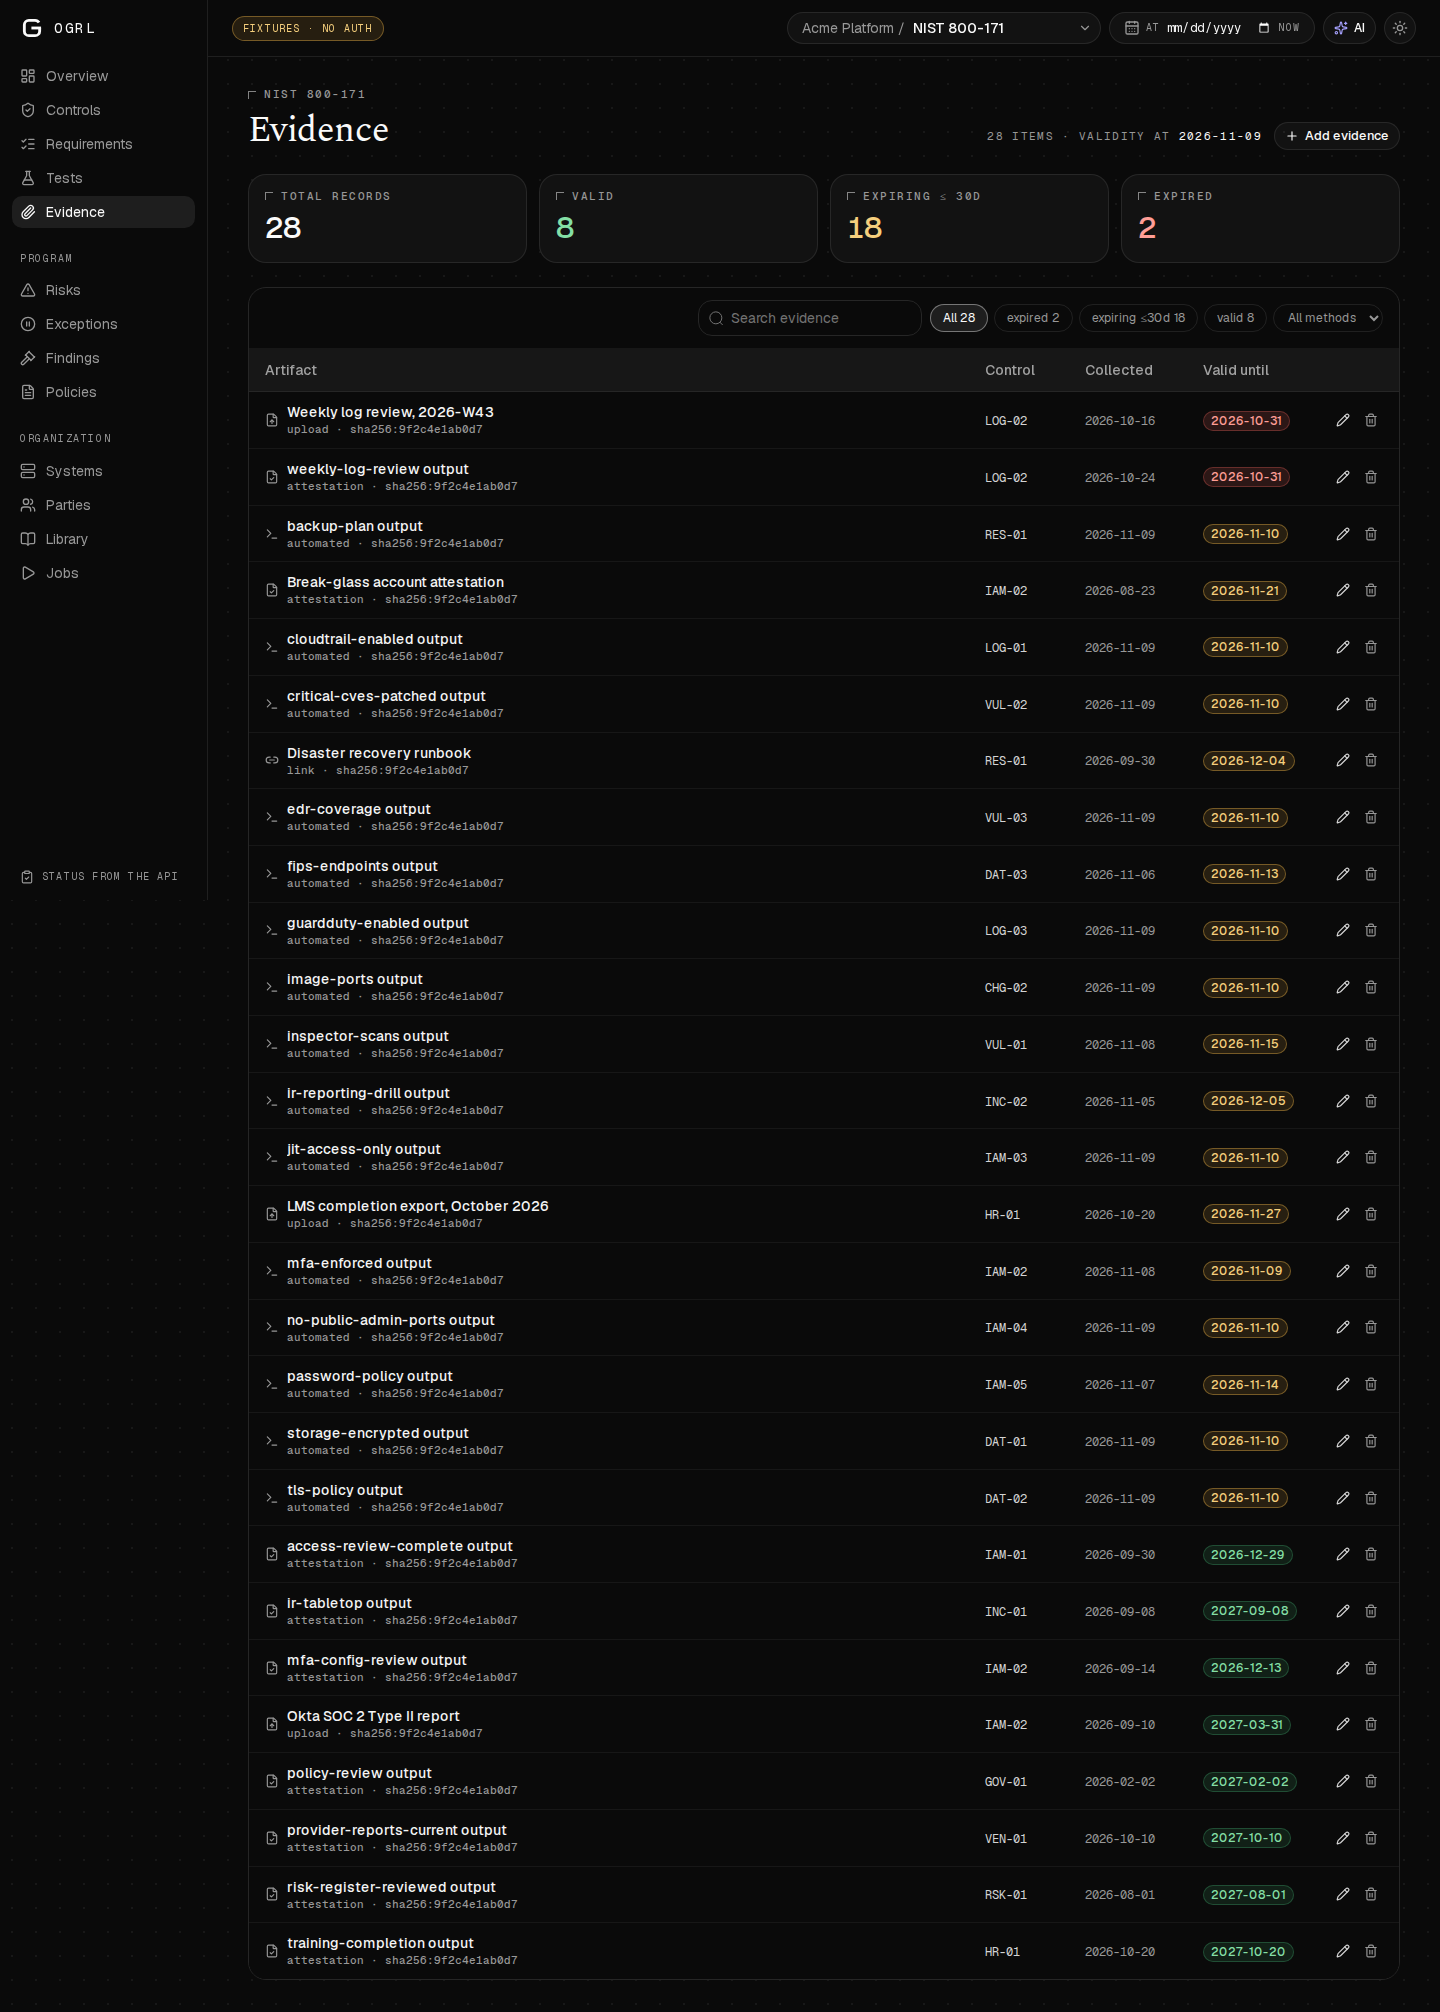 OGRL
FIXTURES · NO AUTH
Acme Platform / NIST 800-171
AT mm/dd/yyyy NOW
AI
Overview
Controls
Requirements
Tests
Evidence
PROGRAM
Risks
Exceptions
Findings
Policies
ORGANIZATION
Systems
Parties
Library
Jobs
STATUS FROM THE API
NIST 800-171
Evidence
28 ITEMS · VALIDITY AT 2026-11-09
Add evidence
TOTAL RECORDS
28
VALID
8
EXPIRING ≤ 30D
18
EXPIRED
2
Search evidence
All 28
expired 2
expiring ≤30d 18
valid 8
All methods
Artifact Control Collected Valid until
Weekly log review, 2026-W43
upload · sha256:9f2c4e1ab0d7
LOG-02 2026-10-16 2026-10-31
weekly-log-review output
attestation · sha256:9f2c4e1ab0d7
LOG-02 2026-10-24 2026-10-31
backup-plan output
automated · sha256:9f2c4e1ab0d7
RES-01 2026-11-09 2026-11-10
Break-glass account attestation
attestation · sha256:9f2c4e1ab0d7
IAM-02 2026-08-23 2026-11-21
cloudtrail-enabled output
automated · sha256:9f2c4e1ab0d7
LOG-01 2026-11-09 2026-11-10
critical-cves-patched output
automated · sha256:9f2c4e1ab0d7
VUL-02 2026-11-09 2026-11-10
Disaster recovery runbook
link · sha256:9f2c4e1ab0d7
RES-01 2026-09-30 2026-12-04
edr-coverage output
automated · sha256:9f2c4e1ab0d7
VUL-03 2026-11-09 2026-11-10
fips-endpoints output
automated · sha256:9f2c4e1ab0d7
DAT-03 2026-11-06 2026-11-13
guardduty-enabled output
automated · sha256:9f2c4e1ab0d7
LOG-03 2026-11-09 2026-11-10
image-ports output
automated · sha256:9f2c4e1ab0d7
CHG-02 2026-11-09 2026-11-10
inspector-scans output
automated · sha256:9f2c4e1ab0d7
VUL-01 2026-11-08 2026-11-15
ir-reporting-drill output
automated · sha256:9f2c4e1ab0d7
INC-02 2026-11-05 2026-12-05
jit-access-only output
automated · sha256:9f2c4e1ab0d7
IAM-03 2026-11-09 2026-11-10
LMS completion export, October 2026
upload · sha256:9f2c4e1ab0d7
HR-01 2026-10-20 2026-11-27
mfa-enforced output
automated · sha256:9f2c4e1ab0d7
IAM-02 2026-11-08 2026-11-09
no-public-admin-ports output
automated · sha256:9f2c4e1ab0d7
IAM-04 2026-11-09 2026-11-10
password-policy output
automated · sha256:9f2c4e1ab0d7
IAM-05 2026-11-07 2026-11-14
storage-encrypted output
automated · sha256:9f2c4e1ab0d7
DAT-01 2026-11-09 2026-11-10
tls-policy output
automated · sha256:9f2c4e1ab0d7
DAT-02 2026-11-09 2026-11-10
access-review-complete output
attestation · sha256:9f2c4e1ab0d7
IAM-01 2026-09-30 2026-12-29
ir-tabletop output
attestation · sha256:9f2c4e1ab0d7
INC-01 2026-09-08 2027-09-08
mfa-config-review output
attestation · sha256:9f2c4e1ab0d7
IAM-02 2026-09-14 2026-12-13
Okta SOC 2 Type II report
upload · sha256:9f2c4e1ab0d7
IAM-02 2026-09-10 2027-03-31
policy-review output
attestation · sha256:9f2c4e1ab0d7
GOV-01 2026-02-02 2027-02-02
provider-reports-current output
attestation · sha256:9f2c4e1ab0d7
VEN-01 2026-10-10 2027-10-10
risk-register-reviewed output
attestation · sha256:9f2c4e1ab0d7
RSK-01 2026-08-01 2027-08-01
training-completion output
attestation · sha256:9f2c4e1ab0d7
HR-01 2026-10-20 2027-10-20